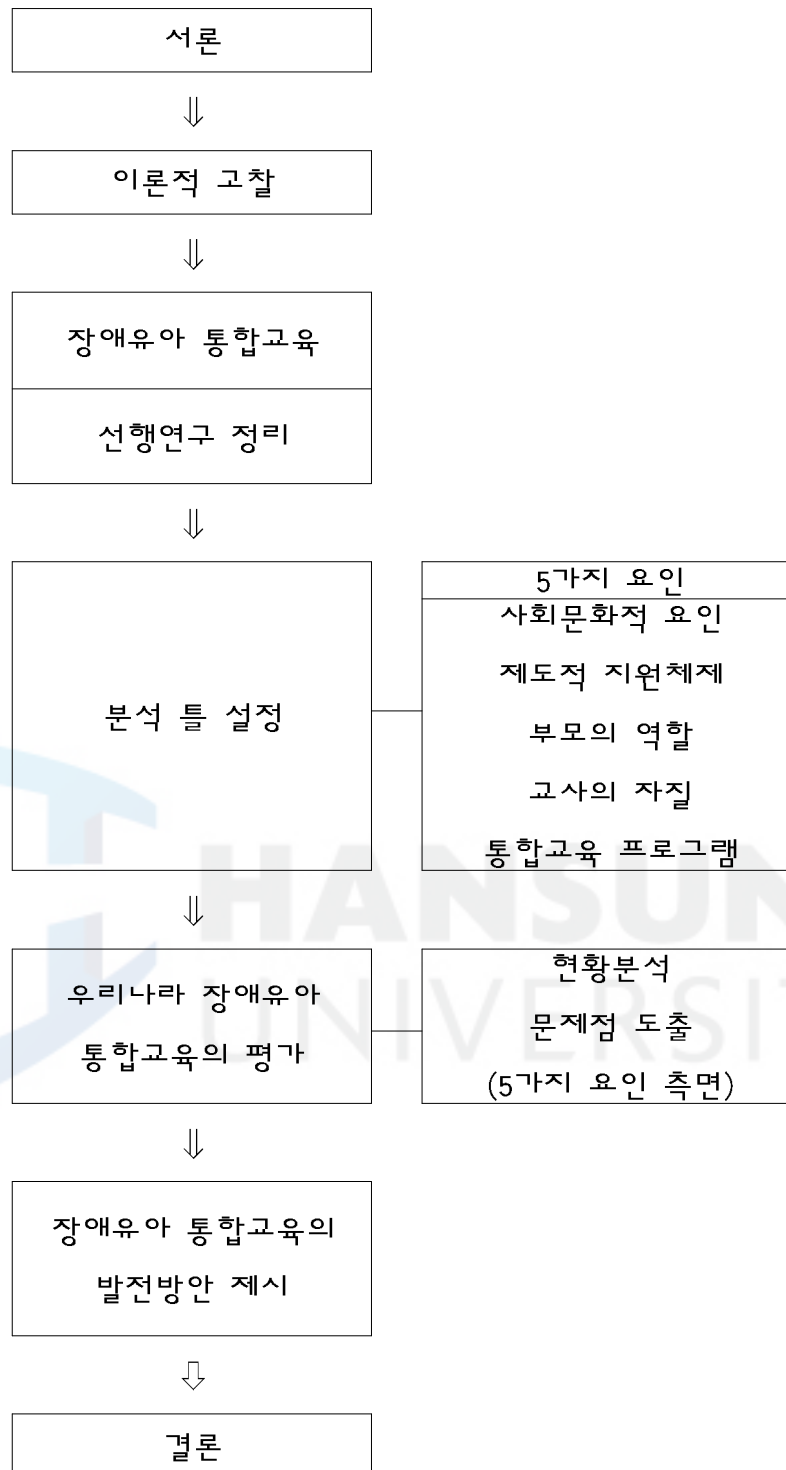 서론
이론적 고찰
장애유아 통합교육
선행연구 정리
분석 틀 설정
5가지 요인
사회문화적 요인
제도적 지원체제
부모의 역할
교사의 자질
통합교육 프로그램
우리나라 장애유아
통합교육의 평가
현황분석
문제점 도출
(5가지 요인 측면)
장애유아 통합교육의
발전방안 제시
결론
HANSUN
UNIVERSIT